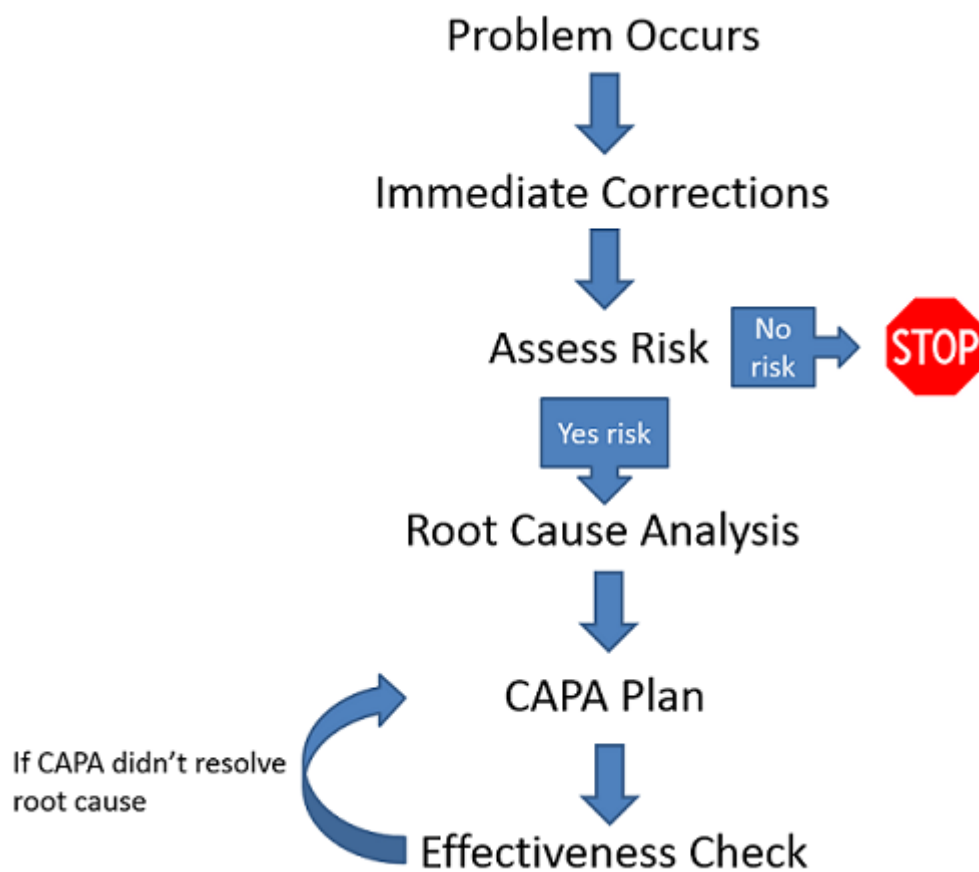 Problem Occurs
Immediate Corrections
Assess Risk
No
risk
STOP
Yes risk
Root Cause Analysis
CAPA Plan
If CAPA didn’t resolve
root cause
Effectiveness Check